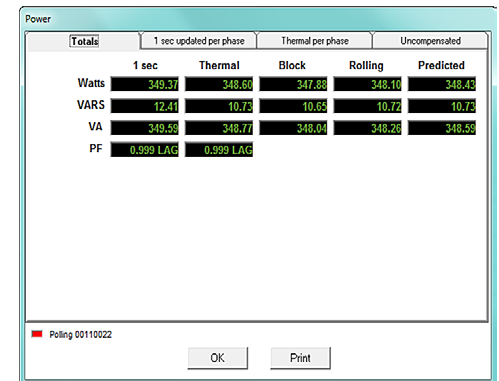 Power
Totals 1 sec updated per phase Thermal per phase Uncompensated
1 sec Thermal Block Rolling Predicted
Watts 349.37 348.60 347.88 348.10 348.43
VARS 12.41 10.73 10.65 10.72 10.73
VA 349.59 348.77 348.04 348.26 348.59
PF 0.999 LAG 0.999 LAG
Polling 00110022
OK Print